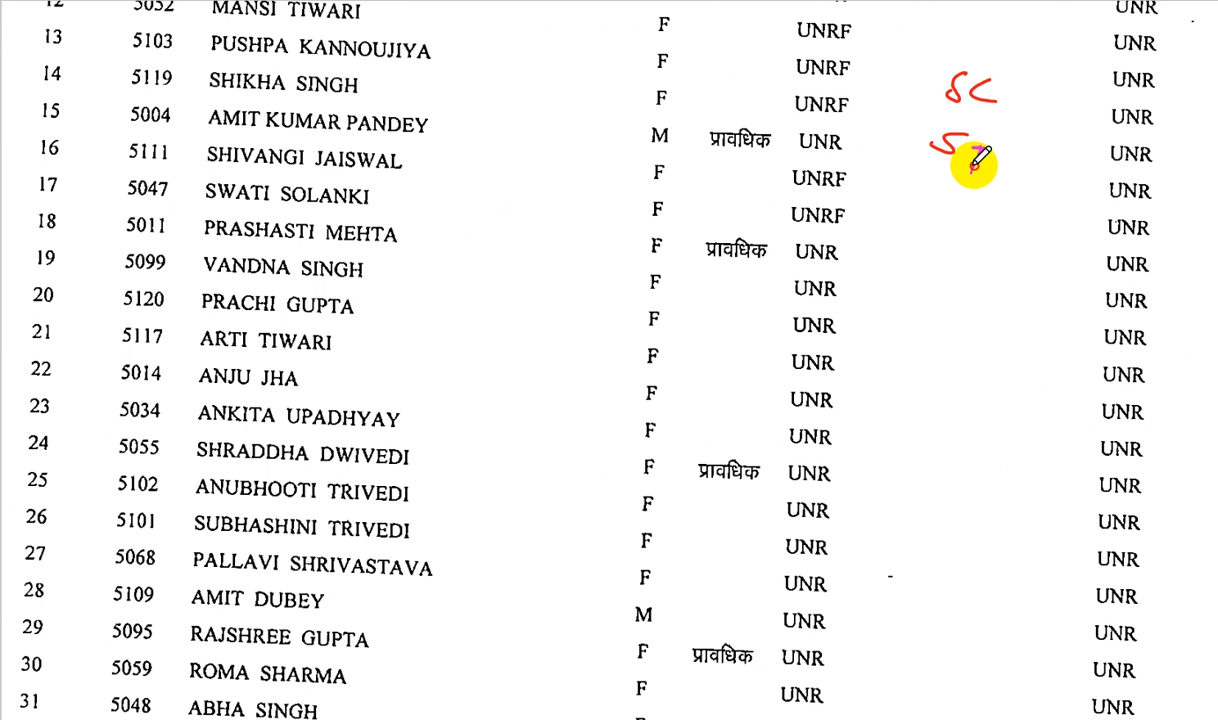 UNR
12 MANSI TIWARI F UNRF UNR
13 5103 PUSHPA KANNOUJIYA F UNRF UNR
SC
14 5119 SHIKHA SINGH F UNRF UNR
15 5004 AMIT KUMAR PANDEY M प्रावधिक UNR UNR
S
16 5111 SHIVANGI JAISWAL F UNRF UNR
17 5047 SWATI SOLANKI F UNRF UNR
18 5011 PRASHASTI MEHTA F प्रावधिक UNR UNR
19 5099 VANDNA SINGH F UNR UNR
20 5120 PRACHI GUPTA F UNR UNR
21 5117 ARTI TIWARI F UNR UNR
22 5014 ANJU JHA F UNR UNR
23 5034 ANKITA UPADHYAY F UNR UNR
24 5055 SHRADDHA DWIVEDI F प्रावधिक UNR UNR
25 5102 ANUBHOOTI TRIVEDI F UNR UNR
26 5101 SUBHASHINI TRIVEDI F UNR UNR
27 5068 PALLAVI SHRIVASTAVA F UNR UNR
28 5109 AMIT DUBEY M UNR UNR
29 5095 RAJSHREE GUPTA F प्रावधिक UNR UNR
30 5059 ROMA SHARMA F UNR UNR
31 5048 ABHA SINGH